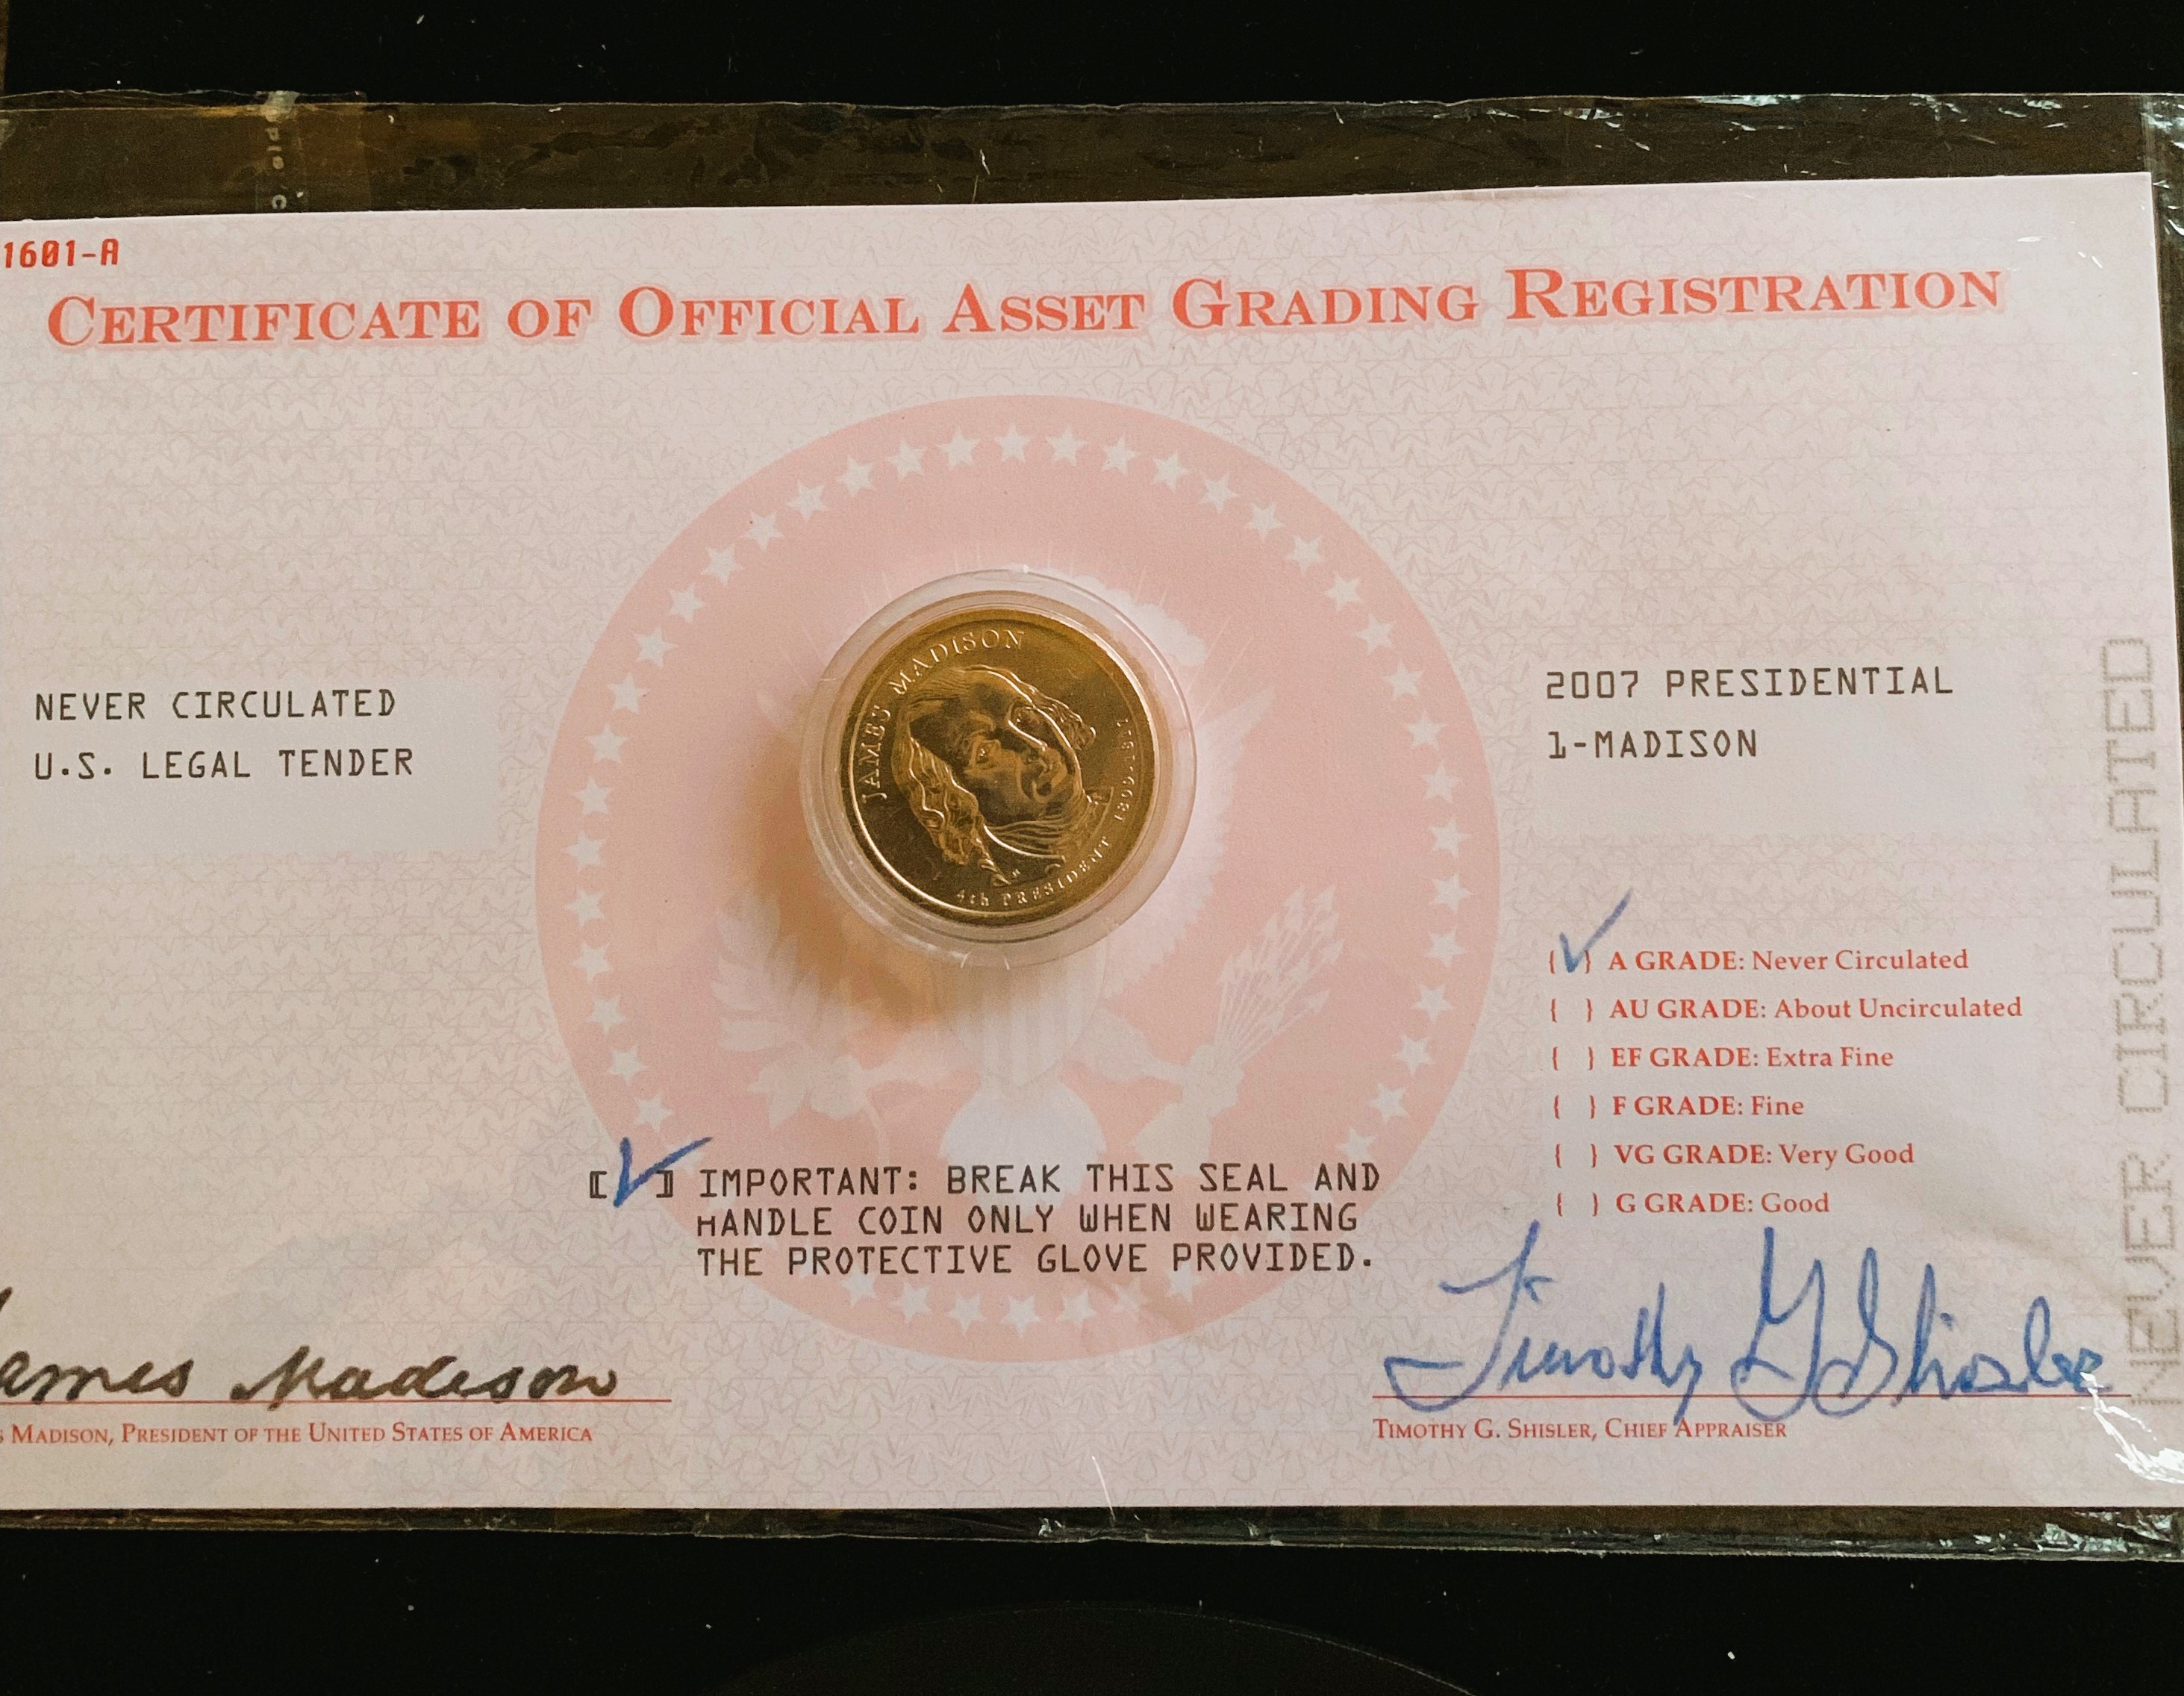 1601-A
CERTIFICATE OF OFFICIAL ASSET GRADING REGISTRATION
NEVER CIRCULATED
U.S. LEGAL TENDER
JAMES MADISON
4th PRESIDENT 1809-1817
2007 PRESIDENTIAL
1-MADISON
{ } A GRADE: Never Circulated
{ } AU GRADE: About Uncirculated
{ } EF GRADE: Extra Fine
{ } F GRADE: Fine
{ } VG GRADE: Very Good
{ } G GRADE: Good
NEVER CIRCULATED
[ ] IMPORTANT: BREAK THIS SEAL AND
HANDLE COIN ONLY WHEN WEARING
THE PROTECTIVE GLOVE PROVIDED.
James Madison
MADISON, PRESIDENT OF THE UNITED STATES OF AMERICA
Timothy G Shisler
TIMOTHY G. SHISLER, CHIEF APPRAISER